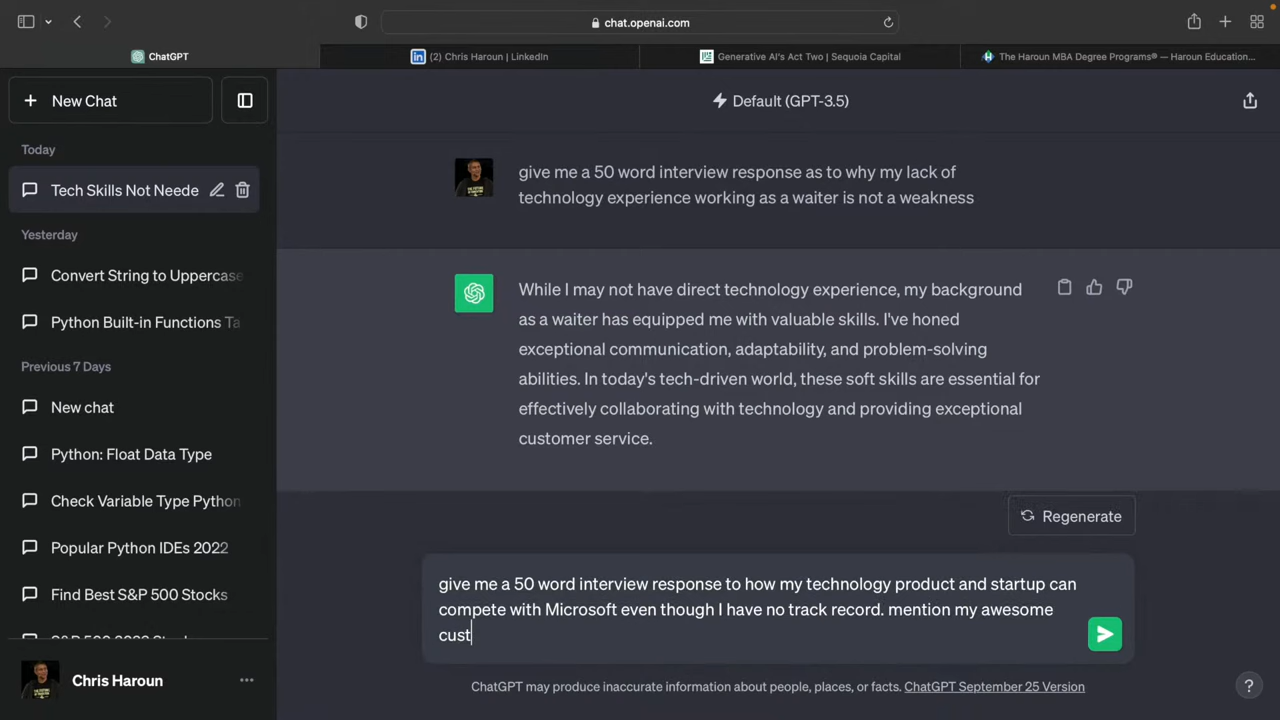 chat.openai.com
ChatGPT
(2) Chris Haroun | LinkedIn
Generative AI's Act Two | Sequoia Capital
The Haroun MBA Degree Programs® — Haroun Education...
New Chat
Default (GPT-3.5)
Today
Tech Skills Not Neede
Yesterday
Convert String to Uppercase
Python Built-in Functions Ta
Previous 7 Days
New chat
Python: Float Data Type
Check Variable Type Python
Popular Python IDEs 2022
Find Best S&P 500 Stocks
S&P 500 2022 Stocks
Chris Haroun
give me a 50 word interview response as to why my lack of
technology experience working as a waiter is not a weakness
While I may not have direct technology experience, my background
as a waiter has equipped me with valuable skills. I've honed
exceptional communication, adaptability, and problem-solving
abilities. In today's tech-driven world, these soft skills are essential for
effectively collaborating with technology and providing exceptional
customer service.
Regenerate
give me a 50 word interview response to how my technology product and startup can
compete with Microsoft even though I have no track record. mention my awesome
cust
ChatGPT may produce inaccurate information about people, places, or facts. ChatGPT September 25 Version
?